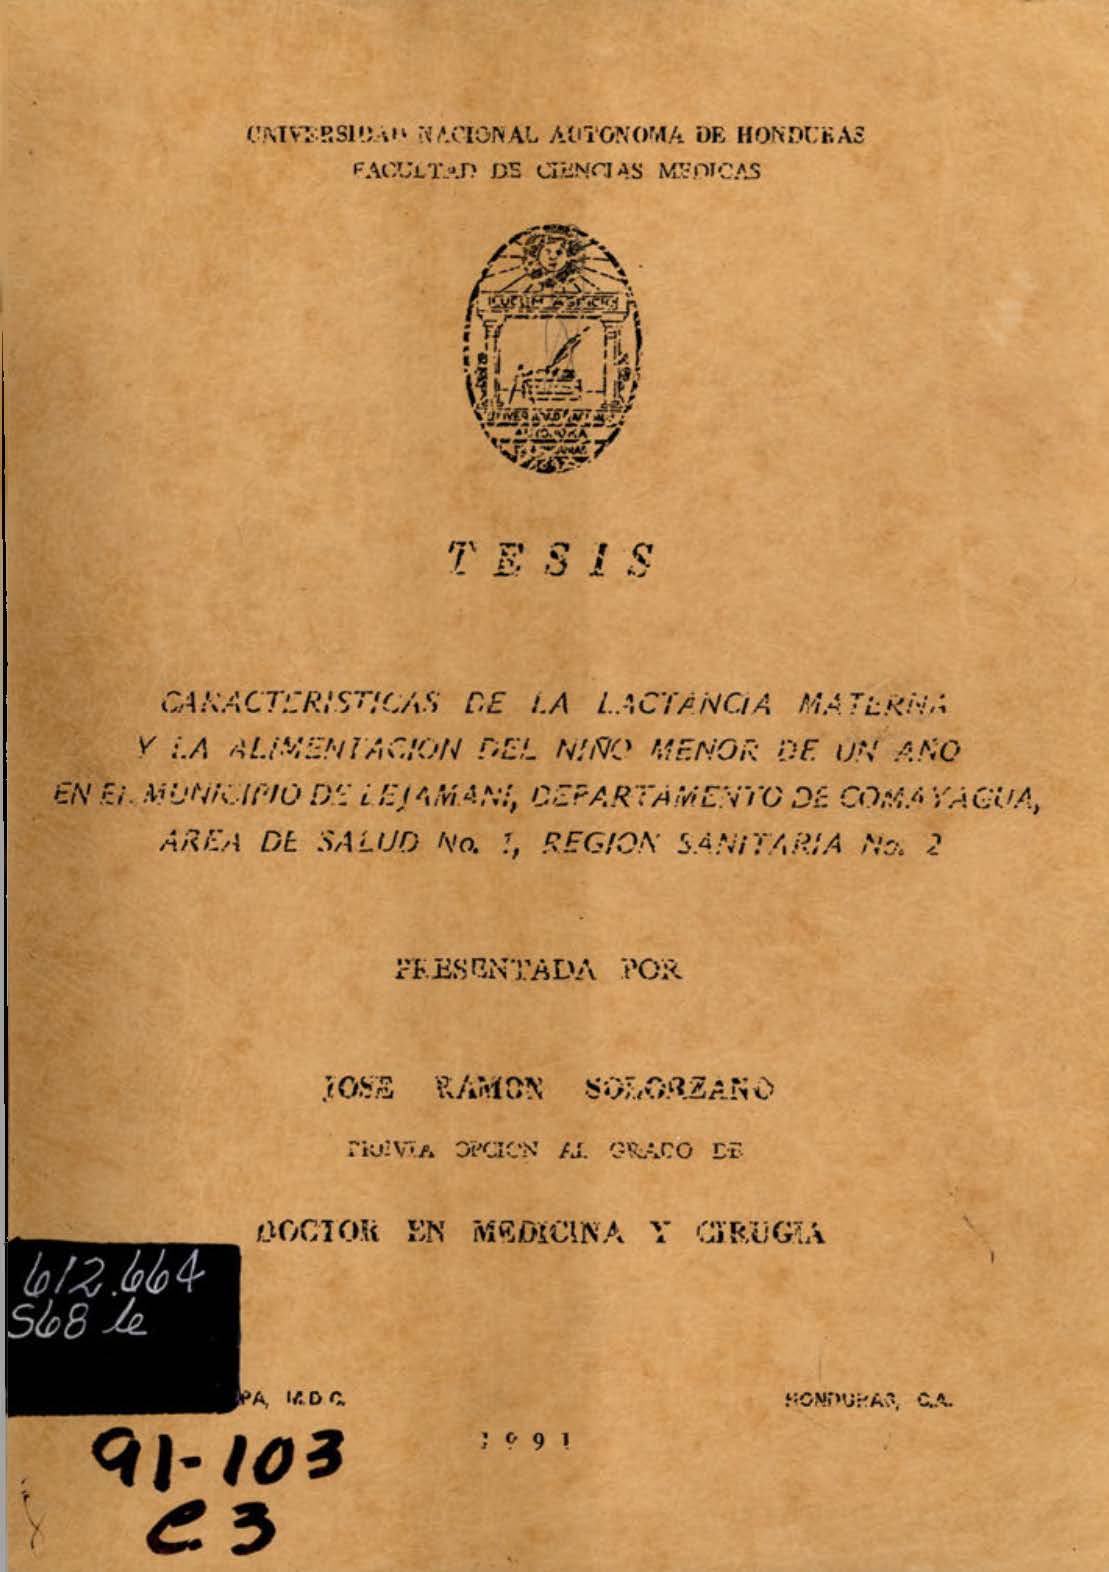 UNIVERSIDAD NACIONAL AUTONOMA DE HONDURAS
FACULTAD DE CIENCIAS MEDICAS
TESIS
CARACTERISTICAS DE LA LACTANCIA MATERNA
Y LA ALIMENTACION DEL NIÑO MENOR DE UN AÑO
EN EL MUNICIPIO DE LEJAMANI, DEPARTAMENTO DE COMAYAGUA,
AREA DE SALUD No. 1, REGION SANITARIA No. 2
PRESENTADA POR
JOSE RAMON SOLORZANO
PREVIA OPCION AL GRADO DE
DOCTOR EN MEDICINA Y CIRUGIA
612.664
S68 le
PA, M.D.C.
HONDURAS, C.A.
1991
91-103
C.3